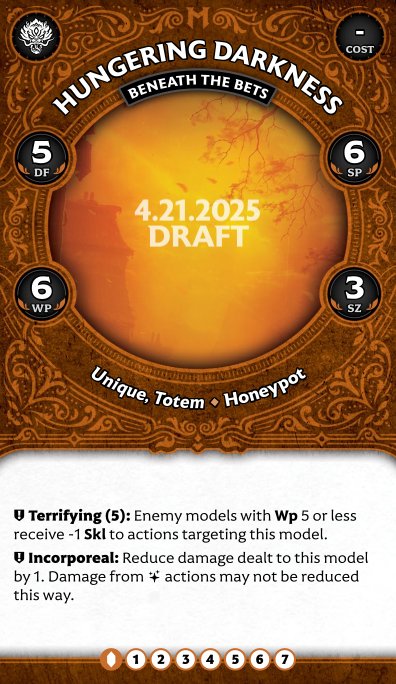 -
COST
HUNGERING DARKNESS
BENEATH THE BETS
5
DF
6
SP
4.21.2025
DRAFT
6
WP
3
SZ
Unique, Totem ⬥ Honeypot
Terrifying (5): Enemy models with Wp 5 or less
receive -1 Skl to actions targeting this model.
Incorporeal: Reduce damage dealt to this model
by 1. Damage from actions may not be reduced
this way.
1 2 3 4 5 6 7